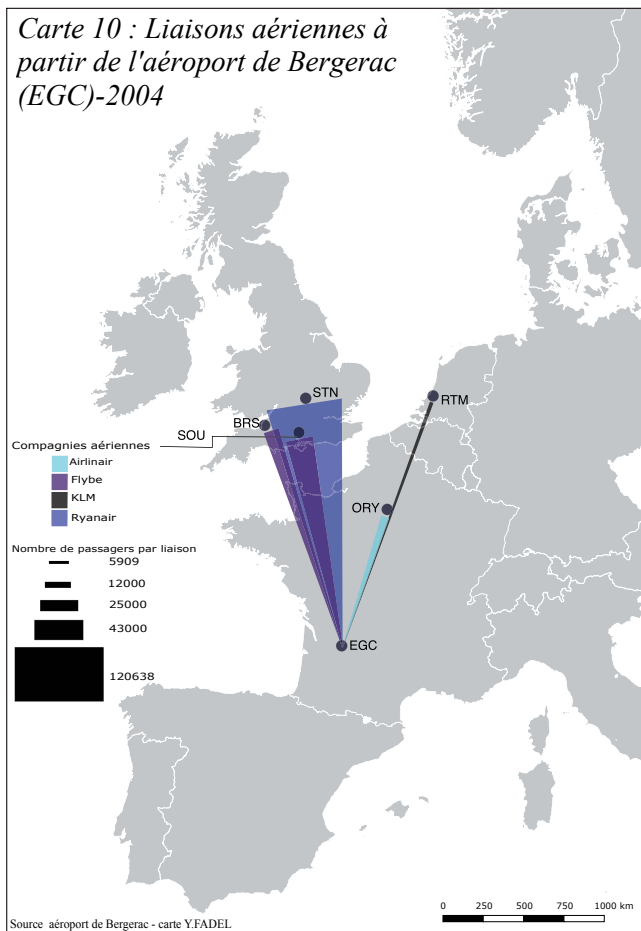 Carte 10 : Liaisons aériennes à
partir de l'aéroport de Bergerac
(EGC)-2004
STN
RTM
BRS
SOU
Compagnies aériennes
Airlinair
Flybe
KLM
Ryanair
ORY
Nombre de passagers par liaison
5909
12000
25000
43000
120638
EGC
0 250 500 750 1000 km
Source aéroport de Bergerac - carte Y.FADEL